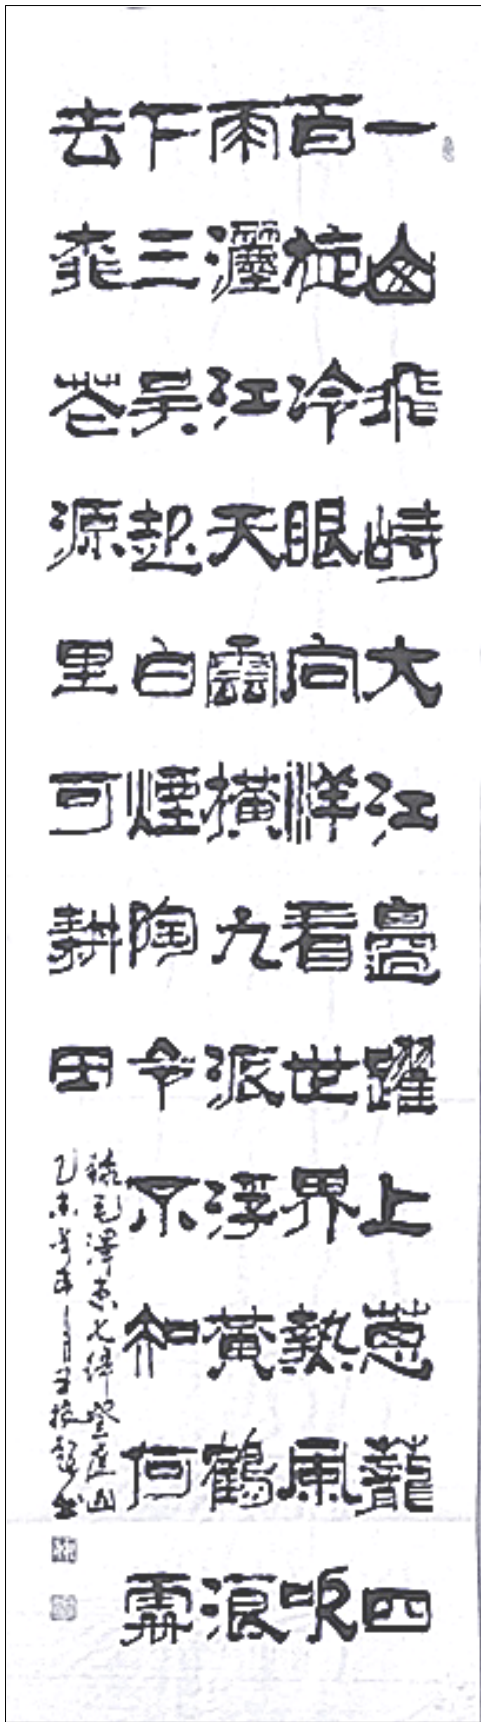 一山飛峙大江邊躍上蔥蘢四
百旋冷眼向洋看世界熱風吹
雨灑江天雲橫九派浮黃鶴浪
下三吳起白煙陶令不知何處
去桃花源里可耕田
錄毛澤東七律登廬山
乙未年